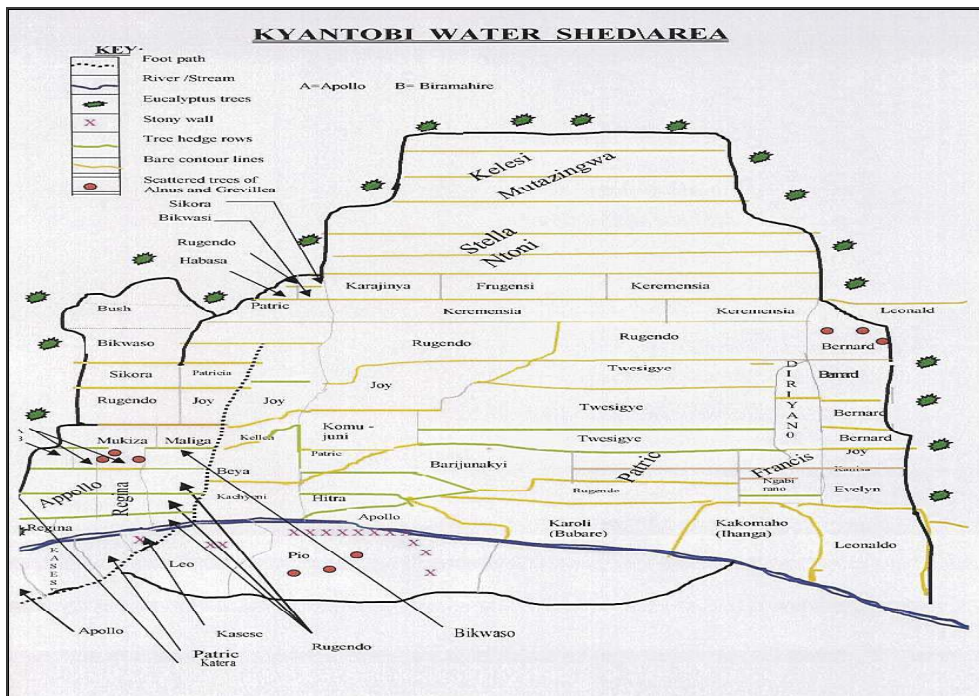 KYANTOBI WATER SHED\AREA
KEY-
Foot path
River /Stream
Eucalyptus trees
X Stony wall
Tree hedge rows
Bare contour lines
Scattered trees of
Alnus and Grevillea
A=Apollo B= Biramahire
Kelesi
Mutazingwa
Stella
Ntoni
Sikora
Bikwasi
Rugendo
Habasa
Patric
Karajinya Frugensi Keremensia
Keremensia Keremensia Leonald
Bush
Bikwaso
Rugendo Rugendo Bernard
Sikora Patricia Joy Twesigye
DIRIYANO
Rugendo Joy Joy Twesigye Bernard
Mukiza Maliga Kellen Komu -
juni
Twesigye Bernard
Joy
Patric
Beya Barijunakyi Patric Francis
Appollo Regina Kachyeni Hitra Rugendo Ngabi
rano
Evelyn
Regina Apollo
Karoli
(Bubare)
Kakomaho
(Ihanga)
Leonaldo
X X X X X X X X X
X
X X
X
X
Leo Pio
Apollo
Kasese
Patric
Katera
Rugendo
Bikwaso